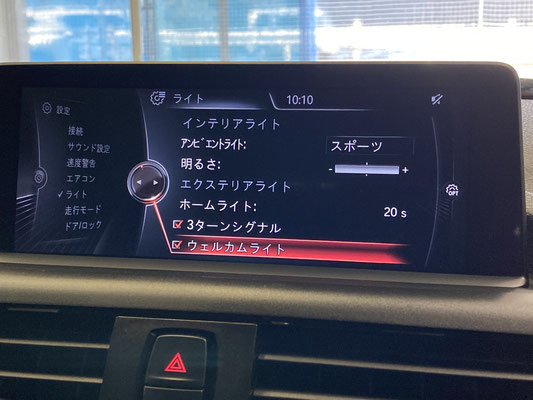 設定
接続
サウンド設定
速度警告
エアコン
✓ライト
走行モード
ドア/ロック
ライト
10:10
インテリアライト
アンビエントライト: スポーツ
明るさ: - +
エクステリアライト
ホームライト: 20 s
☑ 3ターンシグナル
☑ ウェルカムライト
OPT